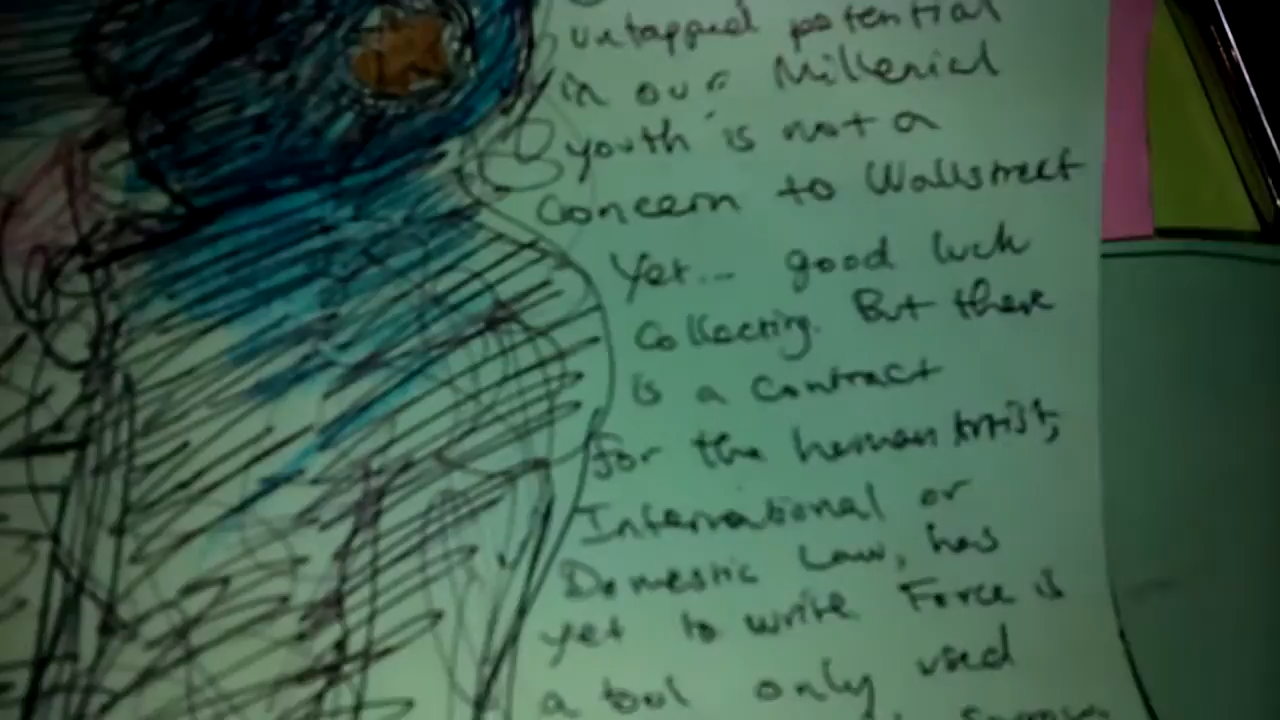 untapped potential
in our Millenial
youth is not a
concern to Wallstreet
Yet... good luck
Collecting. But there
is a contract
for the human
International or
Domestic Law, has
yet to write Force is
a tool only used